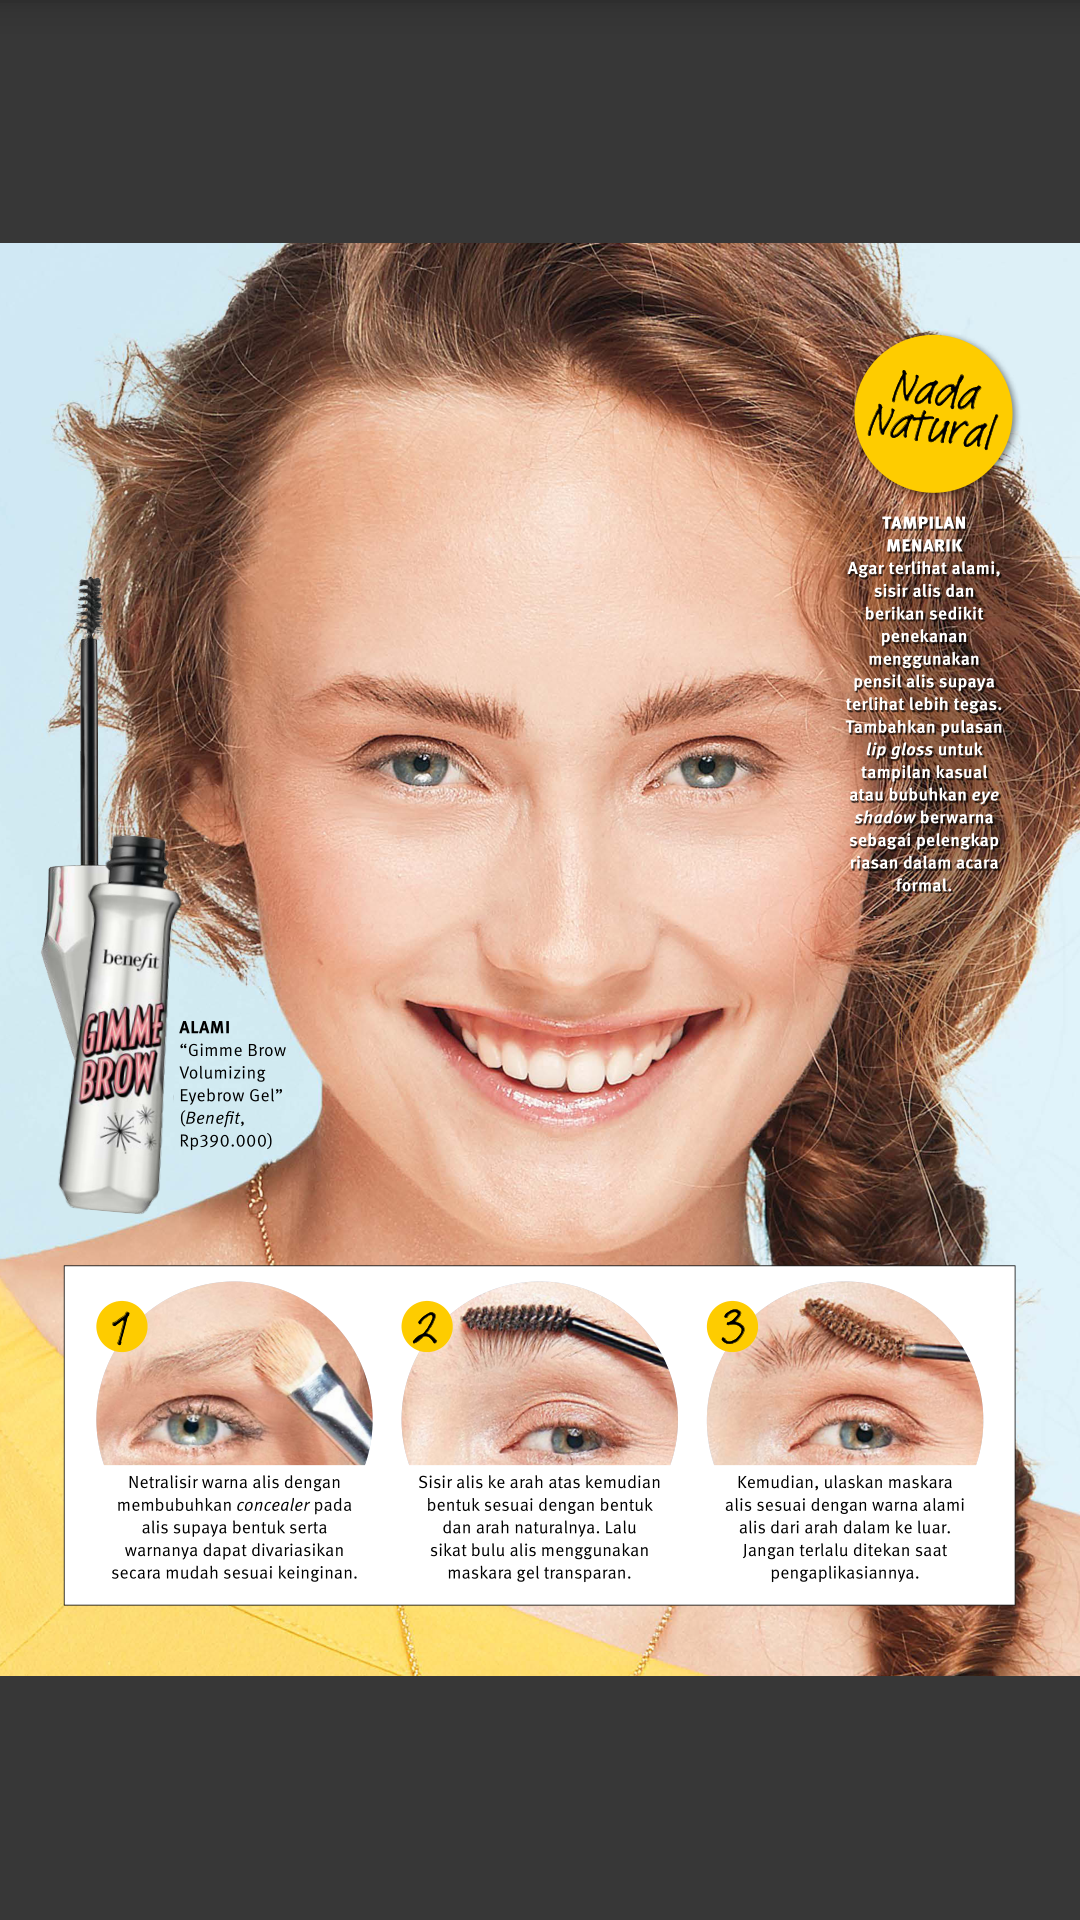 Nada
Natural
TAMPILAN
MENARIK
Agar terlihat alami,
sisir alis dan
berikan sedikit
penekanan
menggunakan
pensil alis supaya
terlihat lebih tegas.
Tambahkan pulasan
lip gloss untuk
tampilan kasual
atau bubuhkan eye
shadow berwarna
sebagai pelengkap
riasan dalam acara
formal.
benefit
GIMME
BROW
ALAMI
“Gimme Brow
Volumizing
Eyebrow Gel”
(Benefit,
Rp390.000)
1
Netralisir warna alis dengan
membubuhkan concealer pada
alis supaya bentuk serta
warnanya dapat divariasikan
secara mudah sesuai keinginan.
2
Sisir alis ke arah atas kemudian
bentuk sesuai dengan bentuk
dan arah naturalnya. Lalu
sikat bulu alis menggunakan
maskara gel transparan.
3
Kemudian, ulaskan maskara
alis sesuai dengan warna alami
alis dari arah dalam ke luar.
Jangan terlalu ditekan saat
pengaplikasiannya.